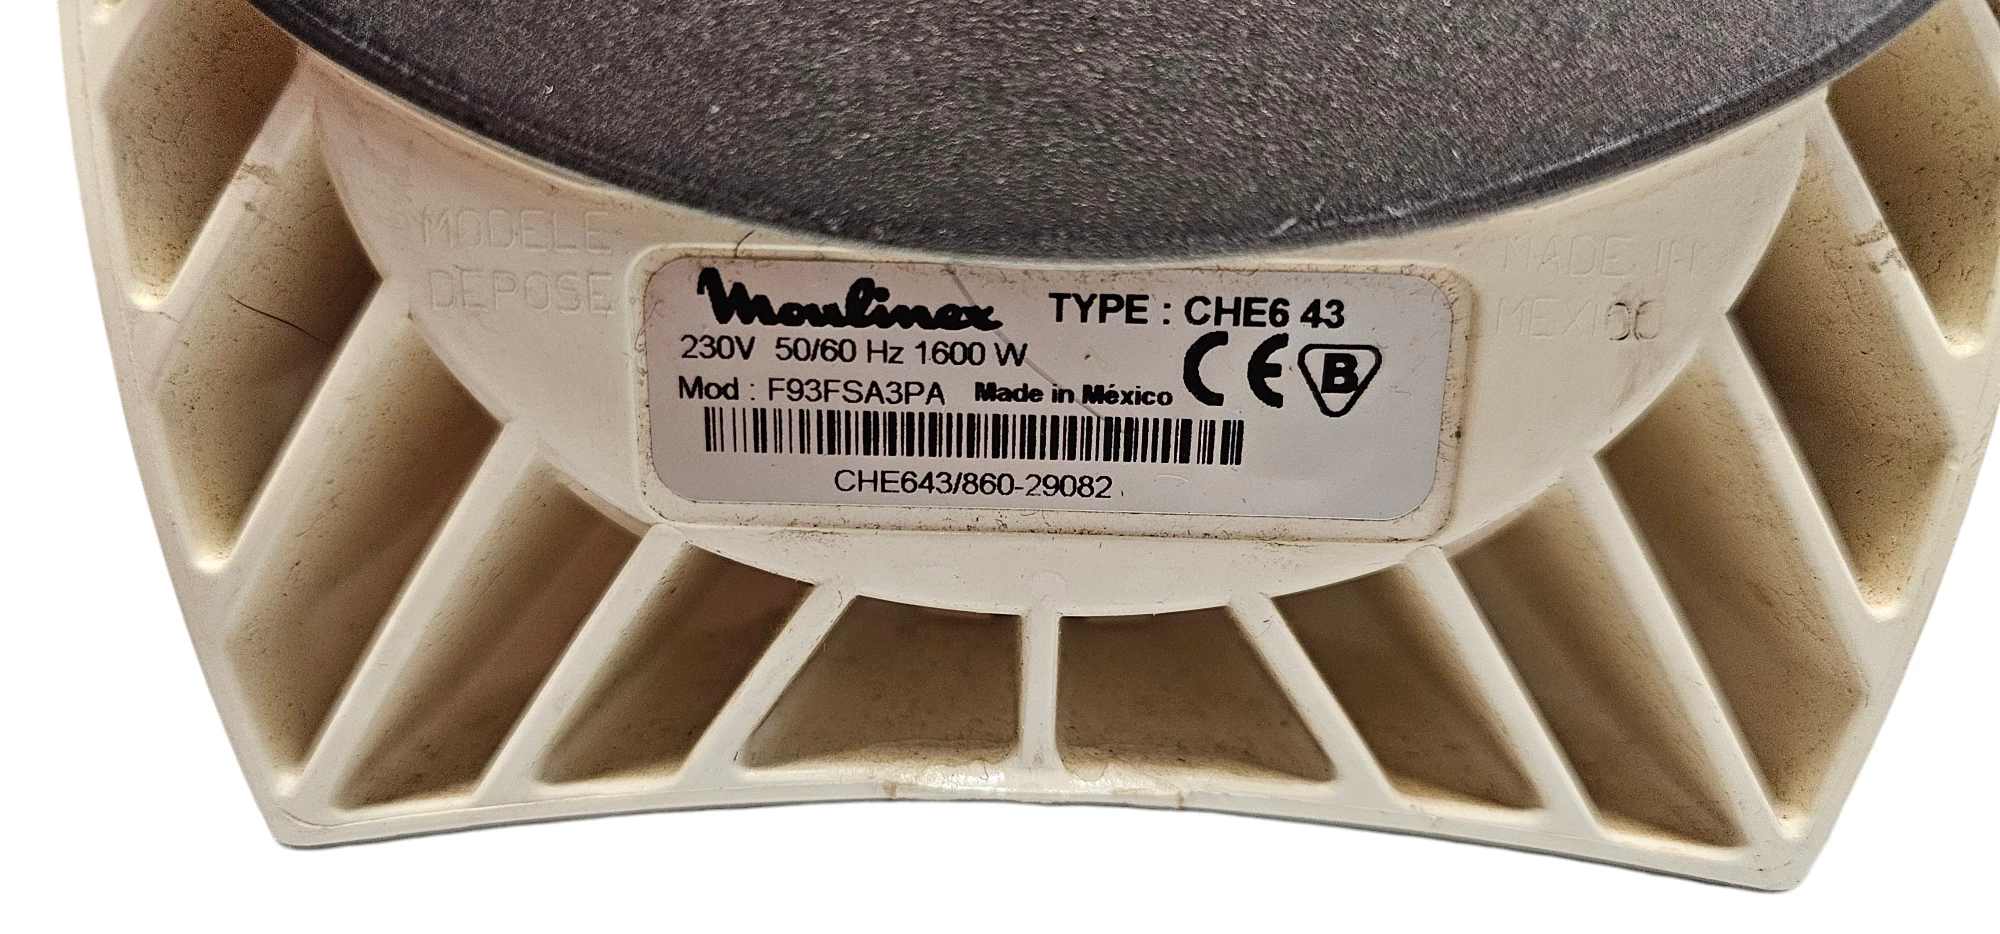 MODELE
DEPOSE
Moulinex TYPE : CHE6 43
230V 50/60 Hz 1600 W
Mod : F93FSA3PA Made in México CE B
CHE643/860-29082
MADE IN
MEXICO